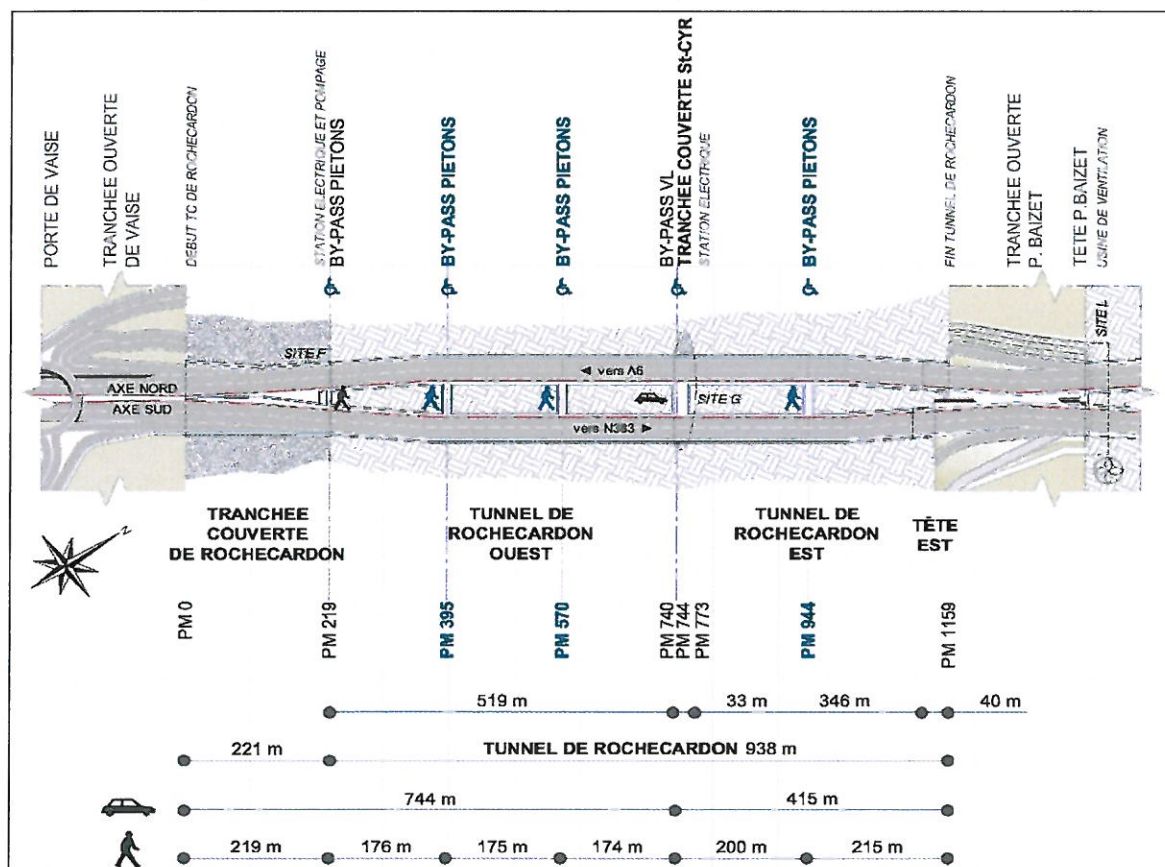 PORTE DE VAISE
TRANCHEE OUVERTE
DE VAISE
DEBUT TC DE ROCHECARDON
STATION ELECTRIQUE ET POMPAGE
BY-PASS PIETONS
BY-PASS PIETONS
BY-PASS PIETONS
BY-PASS VL
TRANCHÉE COUVERTE St-CYR
STATION ELECTRIQUE
BY-PASS PIETONS
FIN TUNNEL DE ROCHECARDON
TRANCHEE OUVERTE
P. BAIZET
TETE P.BAIZET
USINE DE VENTILATION
SITE F
SITE L
vers A6
AXE NORD
AXE SUD
SITE G
vers N383
TRANCHEE
COUVERTE
DE ROCHECARDON
TUNNEL DE
ROCHECARDON
OUEST
TUNNEL DE
ROCHECARDON
EST
TÊTE
EST
PM 0
PM 219
PM 395
PM 570
PM 740
PM 744
PM 773
PM 944
PM 1159
519 m 33 m 346 m 40 m
221 m TUNNEL DE ROCHECARDON 938 m
744 m 415 m
219 m 176 m 175 m 174 m 200 m 215 m